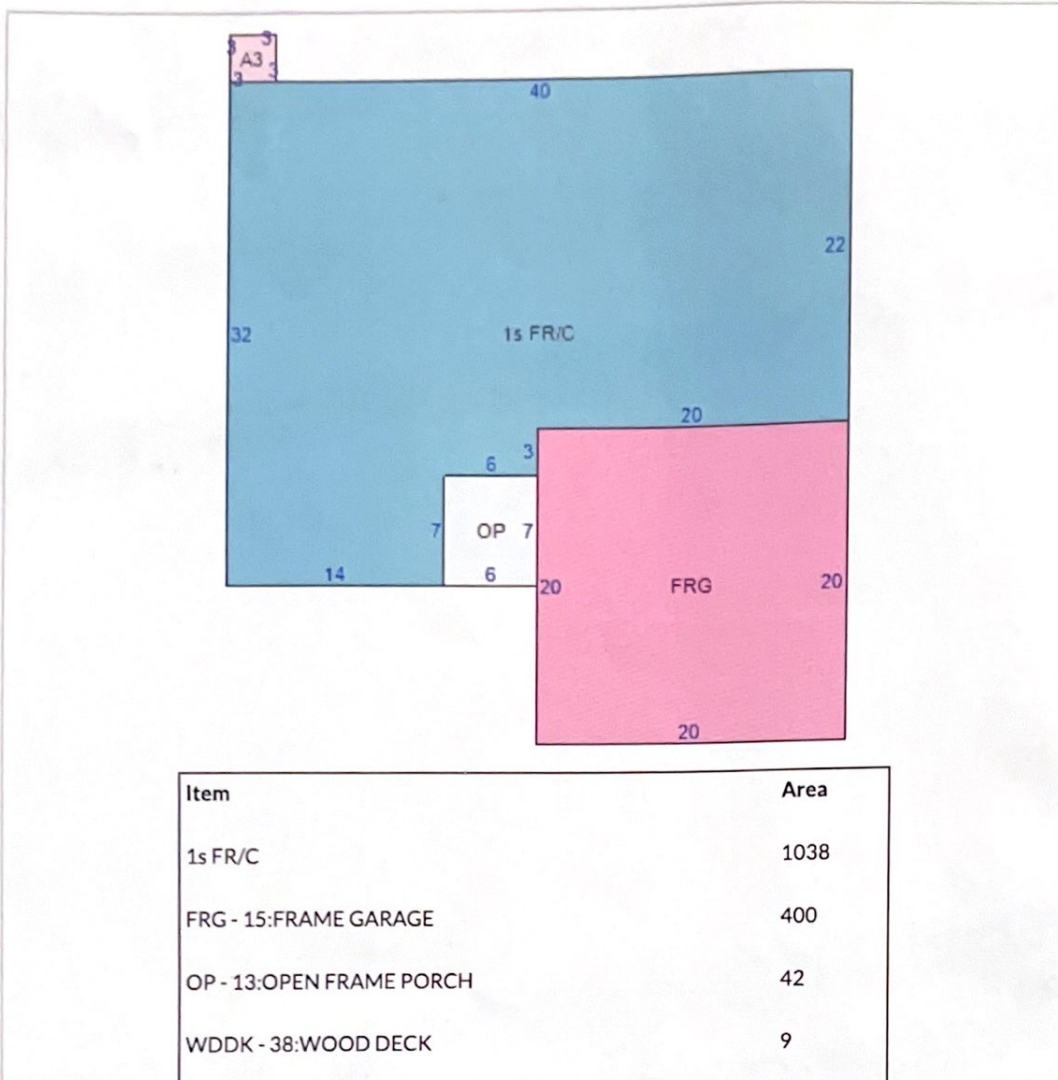 3 3
A3
3 3
40
22
32
1s FR/C
20
3
6
7 OP 7
14 6
20 FRG 20
20
Item Area
1s FR/C 1038
FRG - 15:FRAME GARAGE 400
OP - 13:OPEN FRAME PORCH 42
WDDK - 38:WOOD DECK 9